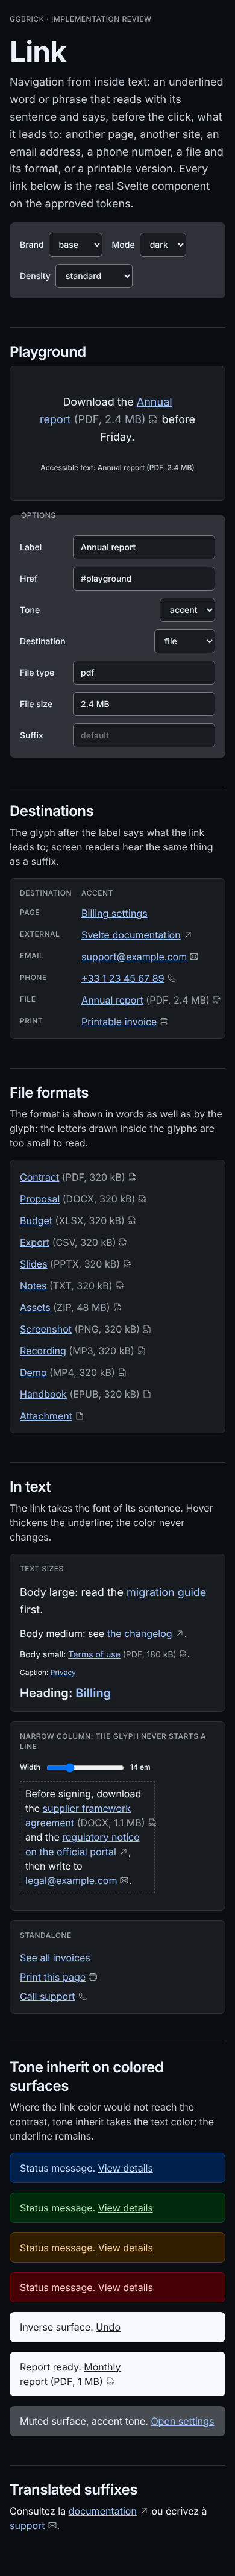 GGBRICK · IMPLEMENTATION REVIEW
Link
Navigation from inside text: an underlined
word or phrase that reads with its
sentence and says, before the click, what
it leads to: another page, another site, an
email address, a phone number, a file and
its format, or a printable version. Every
link below is the real Svelte component
on the approved tokens.
Brand base Mode dark
Density standard
Playground
Download the Annual
report (PDF, 2.4 MB) before
Friday.
Accessible text: Annual report (PDF, 2.4 MB)
OPTIONS
Label Annual report
Href #playground
Tone accent
Destination file
File type pdf
File size 2.4 MB
Suffix default
Destinations
The glyph after the label says what the link
leads to; screen readers hear the same thing
as a suffix.
DESTINATION ACCENT
PAGE Billing settings
EXTERNAL Svelte documentation
EMAIL support@example.com
PHONE +33 1 23 45 67 89
FILE Annual report (PDF, 2.4 MB)
PRINT Printable invoice
File formats
The format is shown in words as well as by the
glyph: the letters drawn inside the glyphs are
too small to read.
Contract (PDF, 320 kB)
Proposal (DOCX, 320 kB)
Budget (XLSX, 320 kB)
Export (CSV, 320 kB)
Slides (PPTX, 320 kB)
Notes (TXT, 320 kB)
Assets (ZIP, 48 MB)
Screenshot (PNG, 320 kB)
Recording (MP3, 320 kB)
Demo (MP4, 320 kB)
Handbook (EPUB, 320 kB)
Attachment
In text
The link takes the font of its sentence. Hover
thickens the underline; the color never
changes.
TEXT SIZES
Body large: read the migration guide
first.
Body medium: see the changelog.
Body small: Terms of use (PDF, 180 kB).
Caption: Privacy
Heading: Billing
NARROW COLUMN: THE GLYPH NEVER STARTS A
LINE
Width 14 em
Before signing, download
the supplier framework
agreement (DOCX, 1.1 MB)
and the regulatory notice
on the official portal,
then write to
legal@example.com.
STANDALONE
See all invoices
Print this page
Call support
Tone inherit on colored
surfaces
Where the link color would not reach the
contrast, tone inherit takes the text color; the
underline remains.
Status message. View details
Status message. View details
Status message. View details
Status message. View details
Inverse surface. Undo
Report ready. Monthly
report (PDF, 1 MB)
Muted surface, accent tone. Open settings
Translated suffixes
Consultez la documentation ou écrivez à
support.